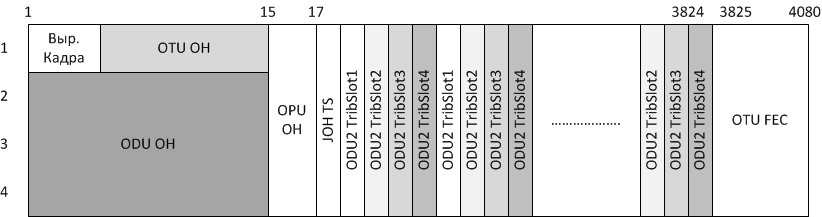 1 15 17 3824 3825 4080
1
Выр.
Кадра
OTU OH
2
3
4
ODU OH
OPU
OH
JOH TS
ODU2 TribSlot1
ODU2 TribSlot2
ODU2 TribSlot3
ODU2 TribSlot4
ODU2 TribSlot1
ODU2 TribSlot2
ODU2 TribSlot3
ODU2 TribSlot4
...................
ODU2 TribSlot2
ODU2 TribSlot3
ODU2 TribSlot4
OTU FEC